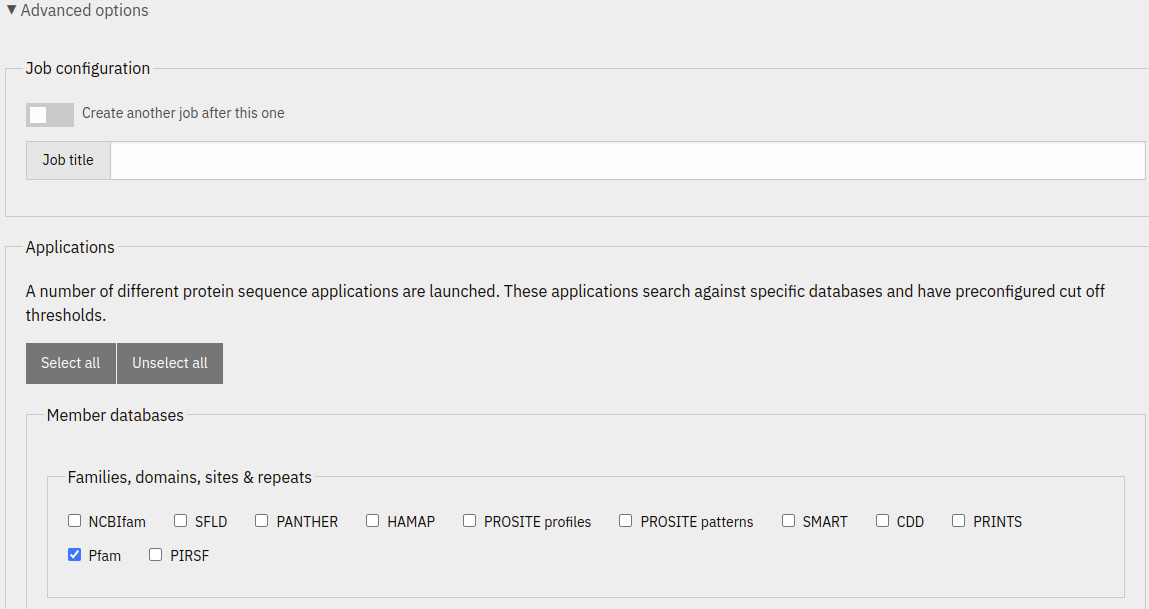 ▼ Advanced options
Job configuration
Create another job after this one
Job title
Applications
A number of different protein sequence applications are launched. These applications search against specific databases and have preconfigured cut off
thresholds.
Select all Unselect all
Member databases
Families, domains, sites & repeats
NCBIfam SFLD PANTHER HAMAP PROSITE profiles PROSITE patterns SMART CDD PRINTS
Pfam PIRSF